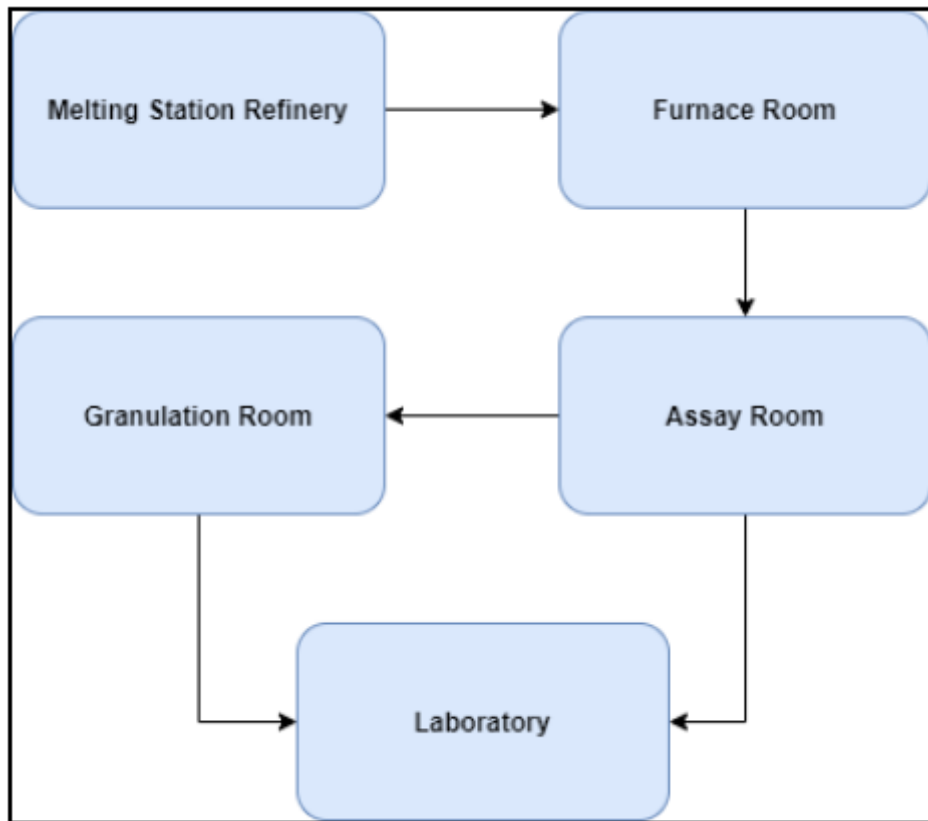 Melting Station Refinery
Furnace Room
Granulation Room
Assay Room
Laboratory